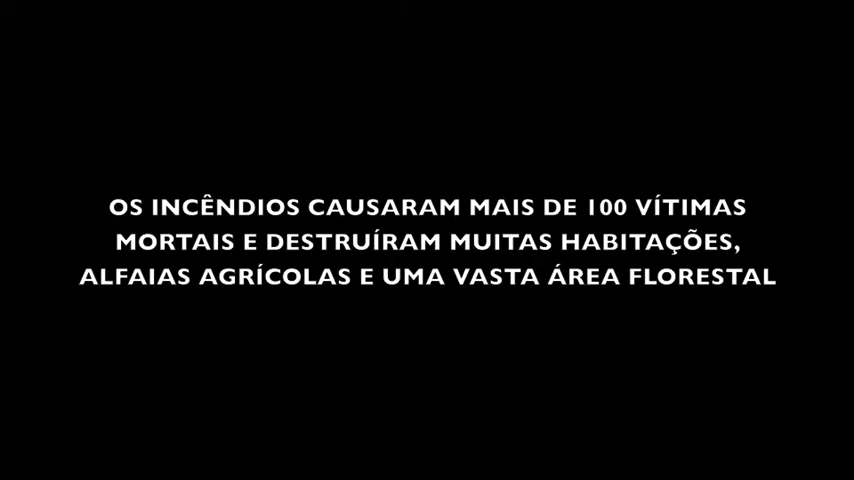 OS INCÊNDIOS CAUSARAM MAIS DE 100 VÍTIMAS
MORTAIS E DESTRUÍRAM MUITAS HABITAÇÕES,
ALFAIAS AGRÍCOLAS E UMA VASTA ÁREA FLORESTAL